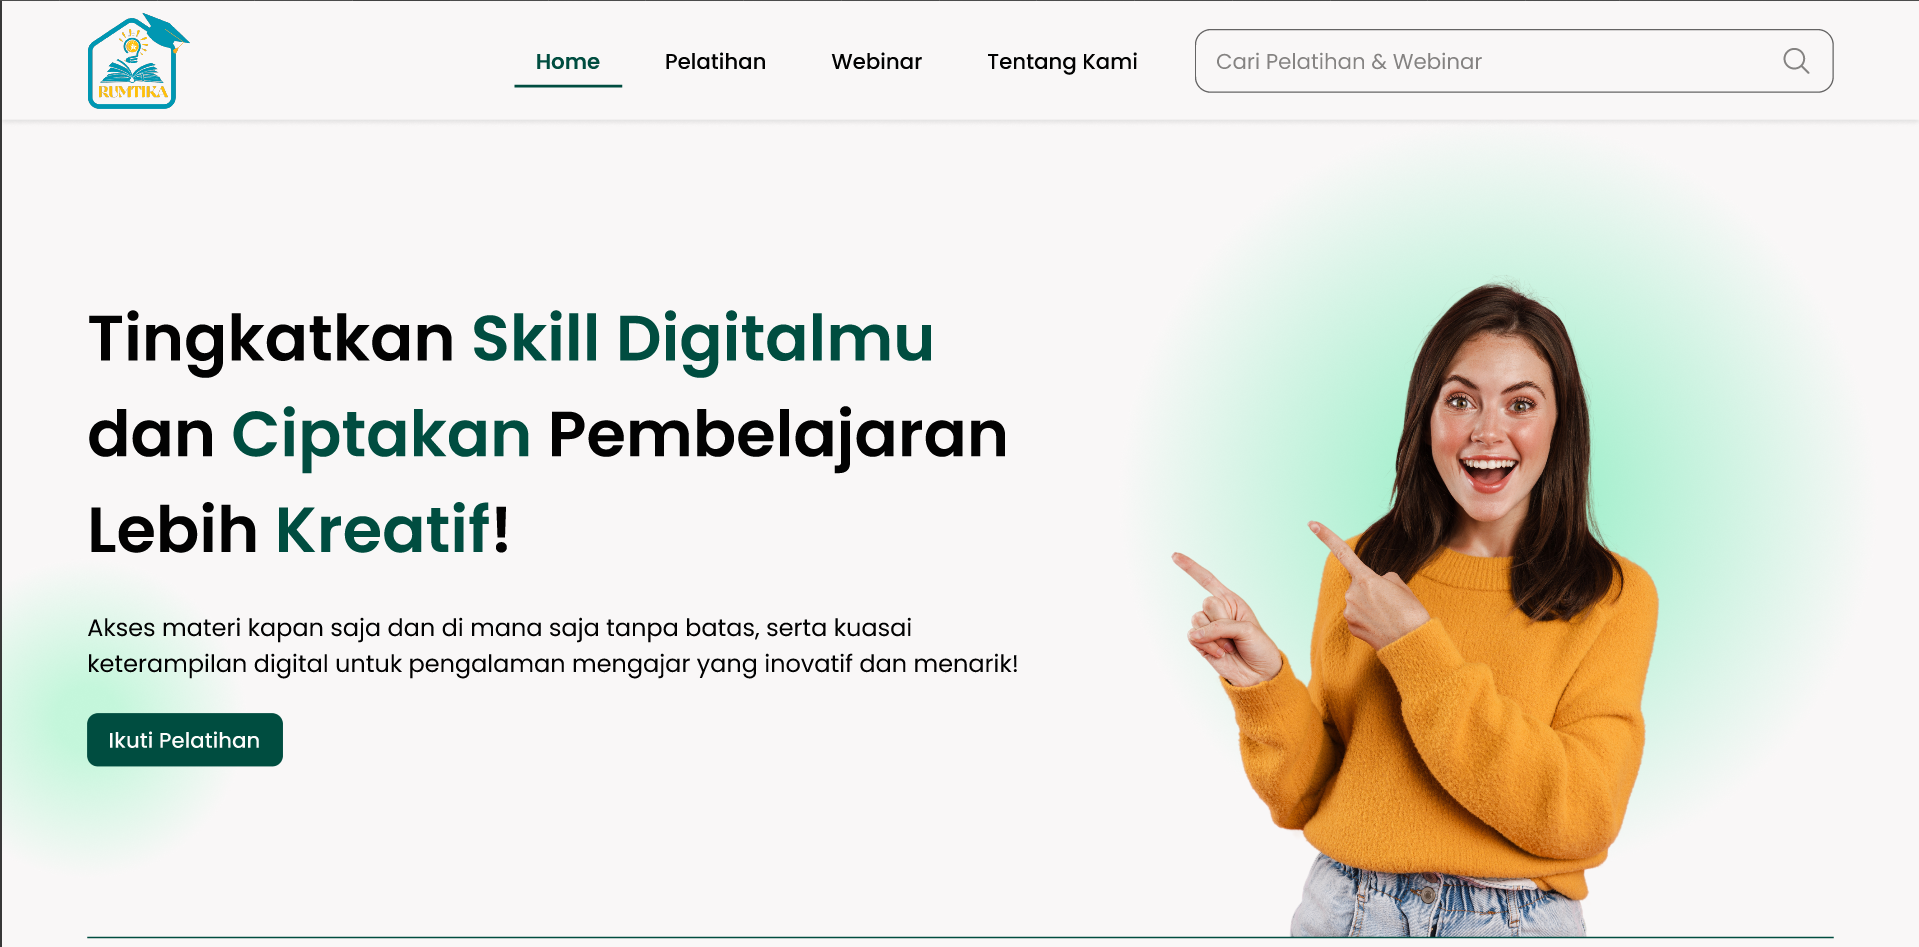 RUMTIKA
Home
Pelatihan
Webinar
Tentang Kami
Cari Pelatihan & Webinar
Tingkatkan Skill Digitalmu
dan Ciptakan Pembelajaran
Lebih Kreatif!
Akses materi kapan saja dan di mana saja tanpa batas, serta kuasai
keterampilan digital untuk pengalaman mengajar yang inovatif dan menarik!
Ikuti Pelatihan